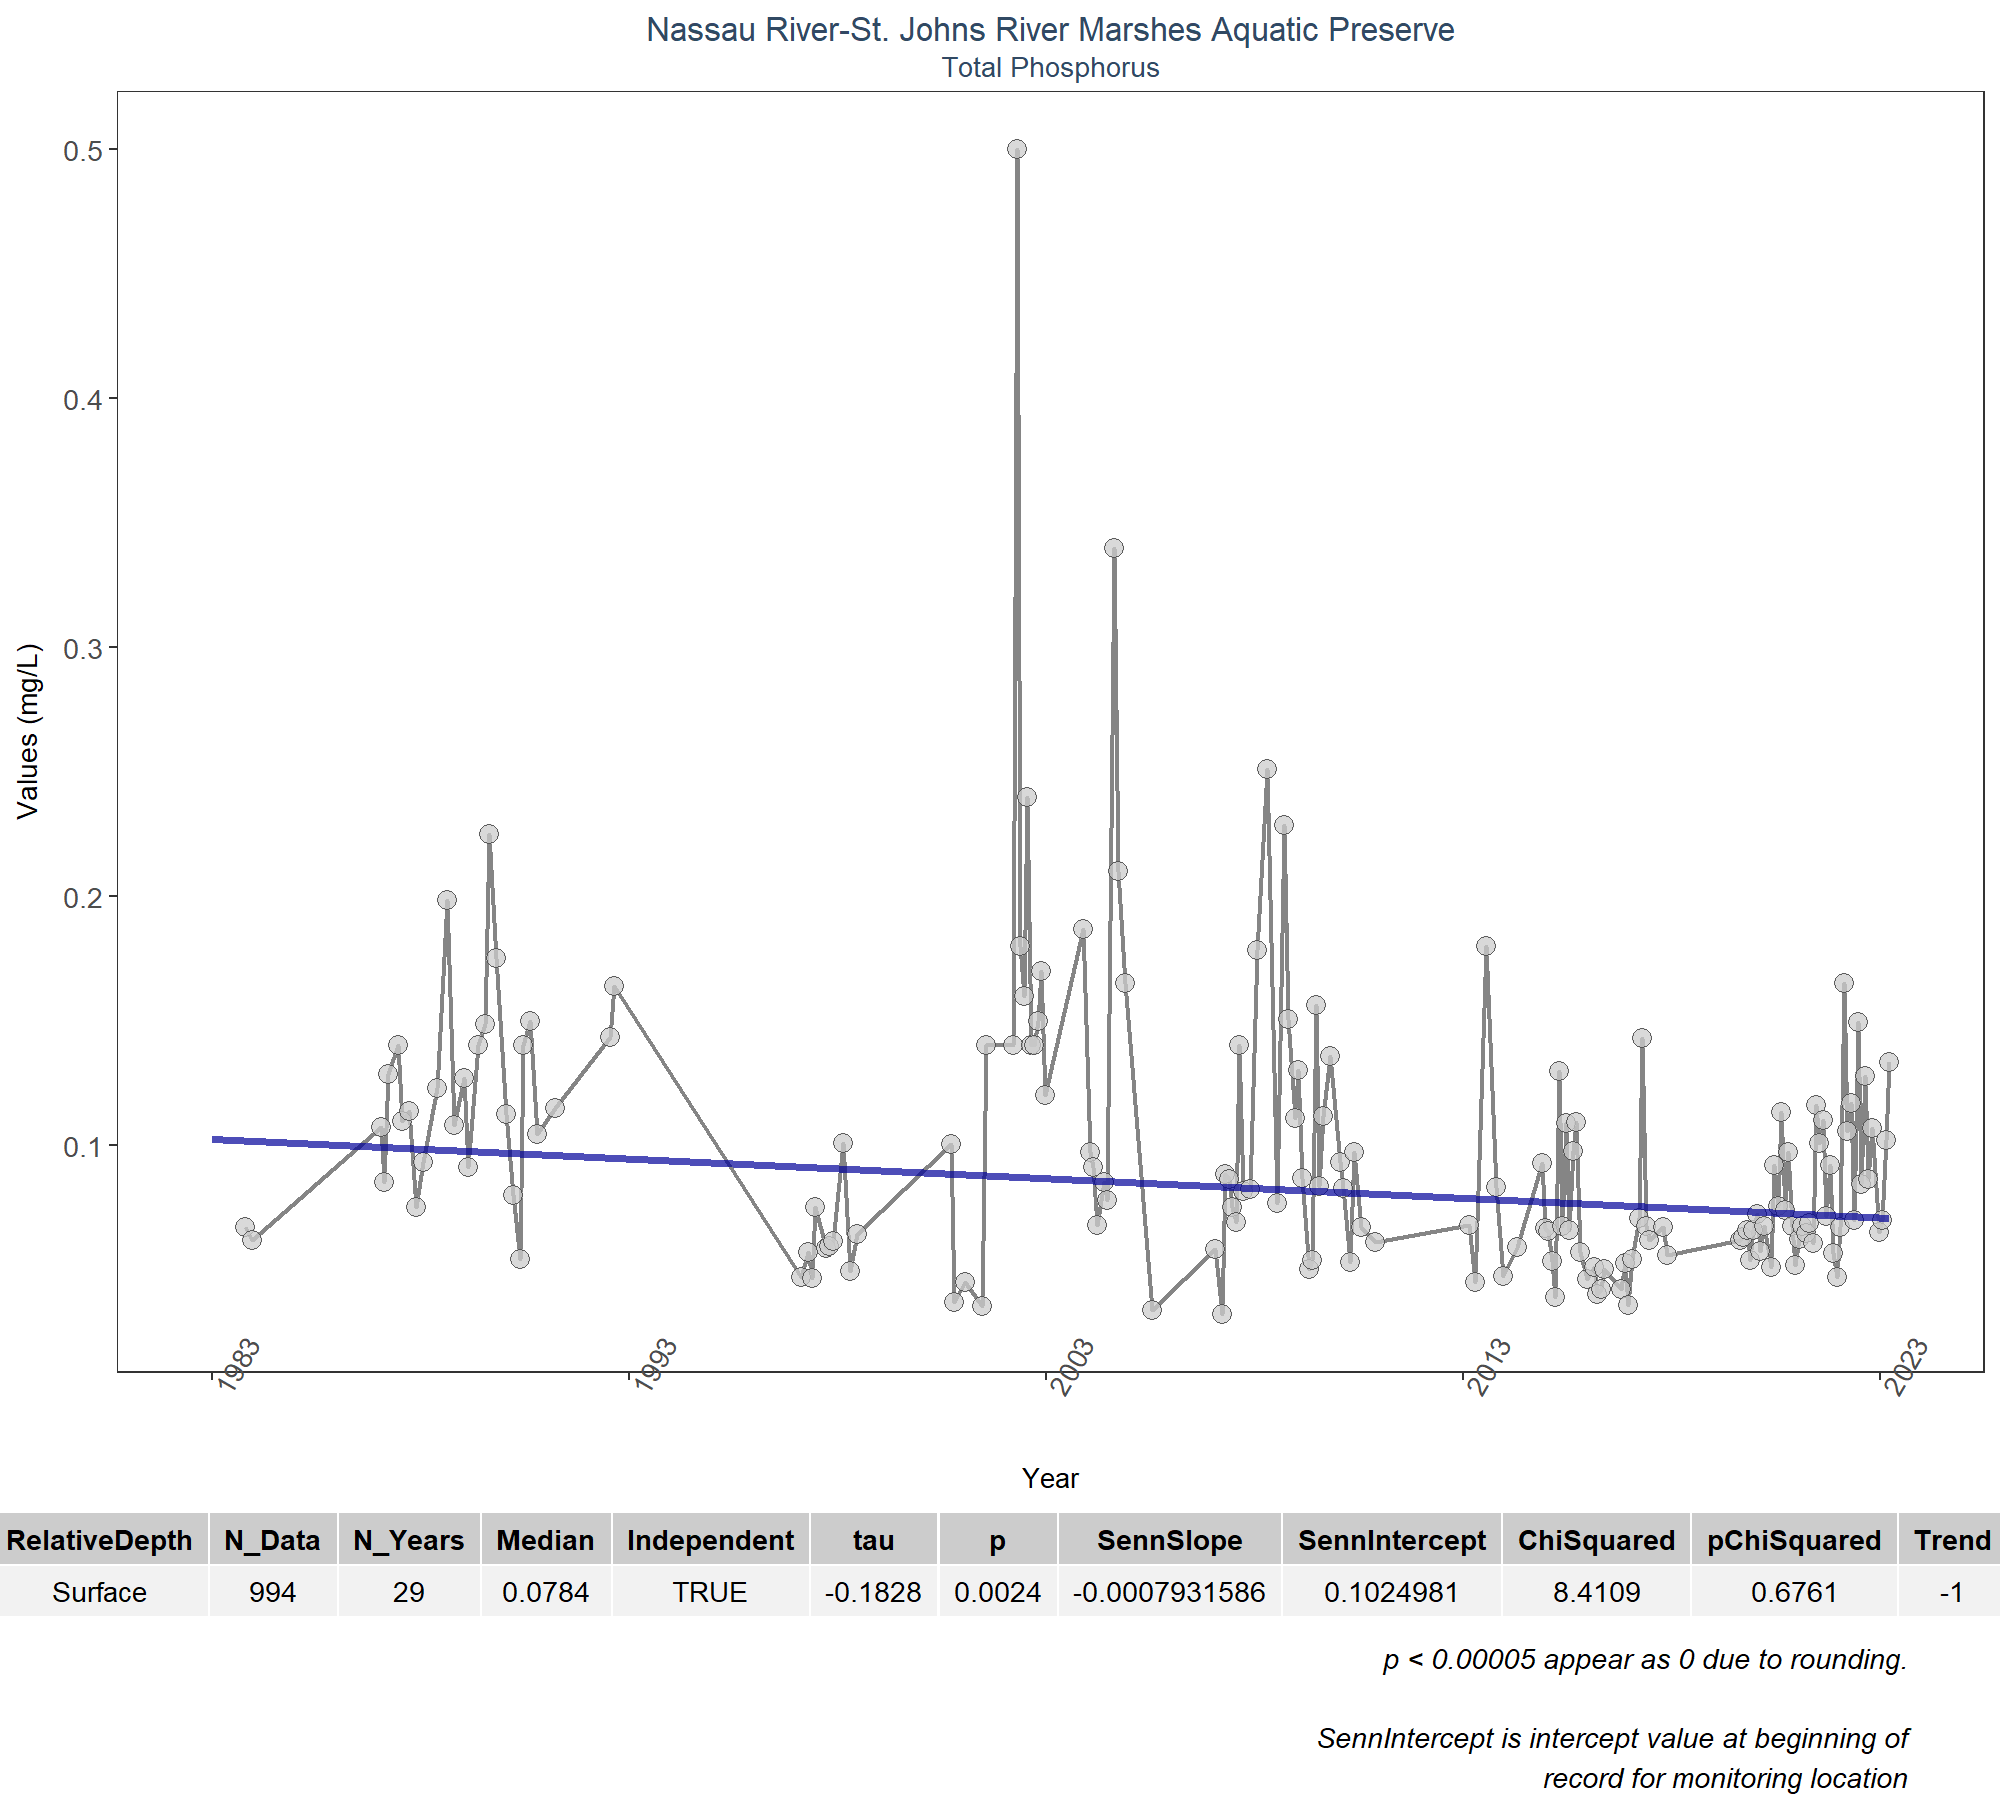 Nassau River-St. Johns River Marshes Aquatic Preserve
Total Phosphorus
0.5
0.4
0.3
0.2
0.1
Values (mg/L)
1983
1993
2003
2013
2023
Year
RelativeDepth N_Data N_Years Median Independent tau p SennSlope SennIntercept ChiSquared pChiSquared Trend
Surface 994 29 0.0784 TRUE -0.1828 0.0024 -0.0007931586 0.1024981 8.4109 0.6761 -1
p < 0.00005 appear as 0 due to rounding.
SennIntercept is intercept value at beginning of
record for monitoring location